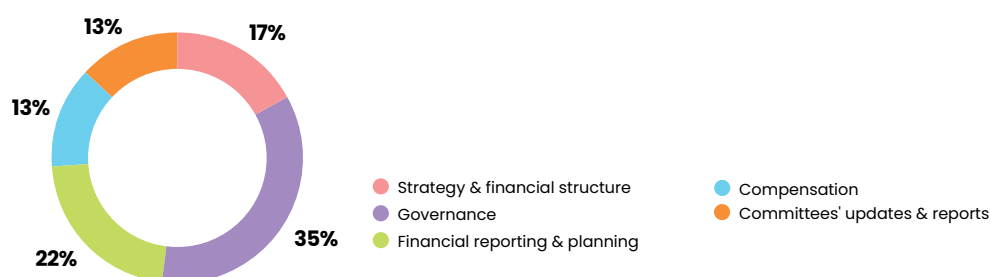 13%
17%
13%
22%
35%
Strategy & financial structure
Governance
Financial reporting & planning
Compensation
Committees' updates & reports